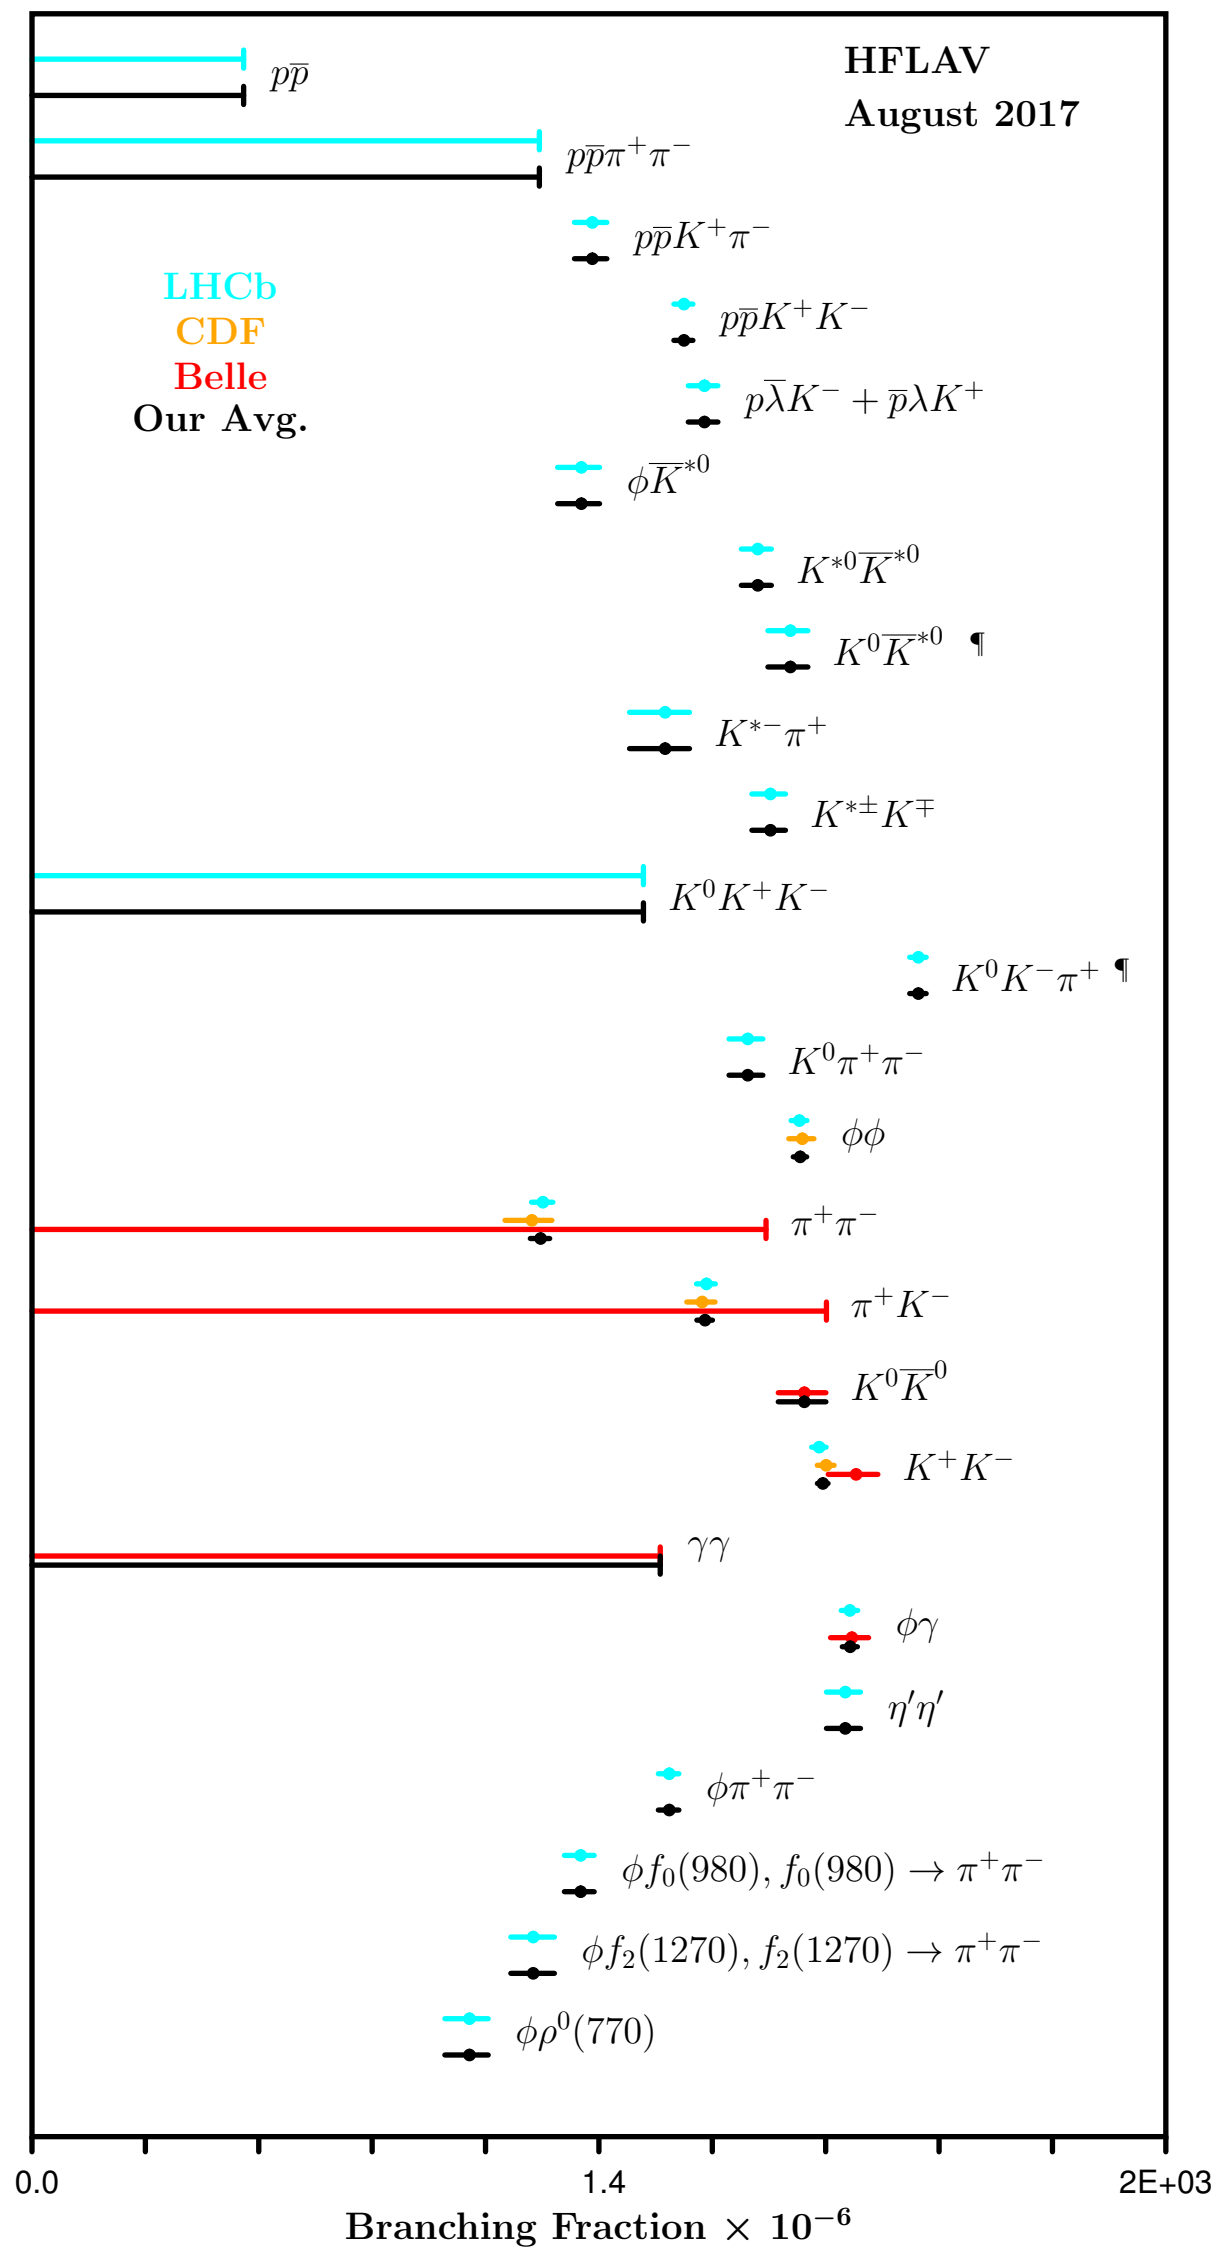 HFLAV
August 2017
pp̅
pp̅π⁺π⁻
pp̅K⁺π⁻
LHCb
CDF
Belle
Our Avg.
pp̅K⁺K⁻
pλ̅K⁻ + p̅λK⁺
ϕK̅*⁰
K*⁰K̅*⁰
K⁰K̅*⁰ ¶
K*⁻π⁺
K*±K∓
K⁰K⁺K⁻
K⁰K⁻π⁺ ¶
K⁰π⁺π⁻
ϕϕ
π⁺π⁻
π⁺K⁻
K⁰K̅⁰
K⁺K⁻
γγ
ϕγ
η′η′
ϕπ⁺π⁻
ϕf₀(980), f₀(980) → π⁺π⁻
ϕf₂(1270), f₂(1270) → π⁺π⁻
ϕρ⁰(770)
0.0 1.4 2E+03
Branching Fraction × 10⁻⁶